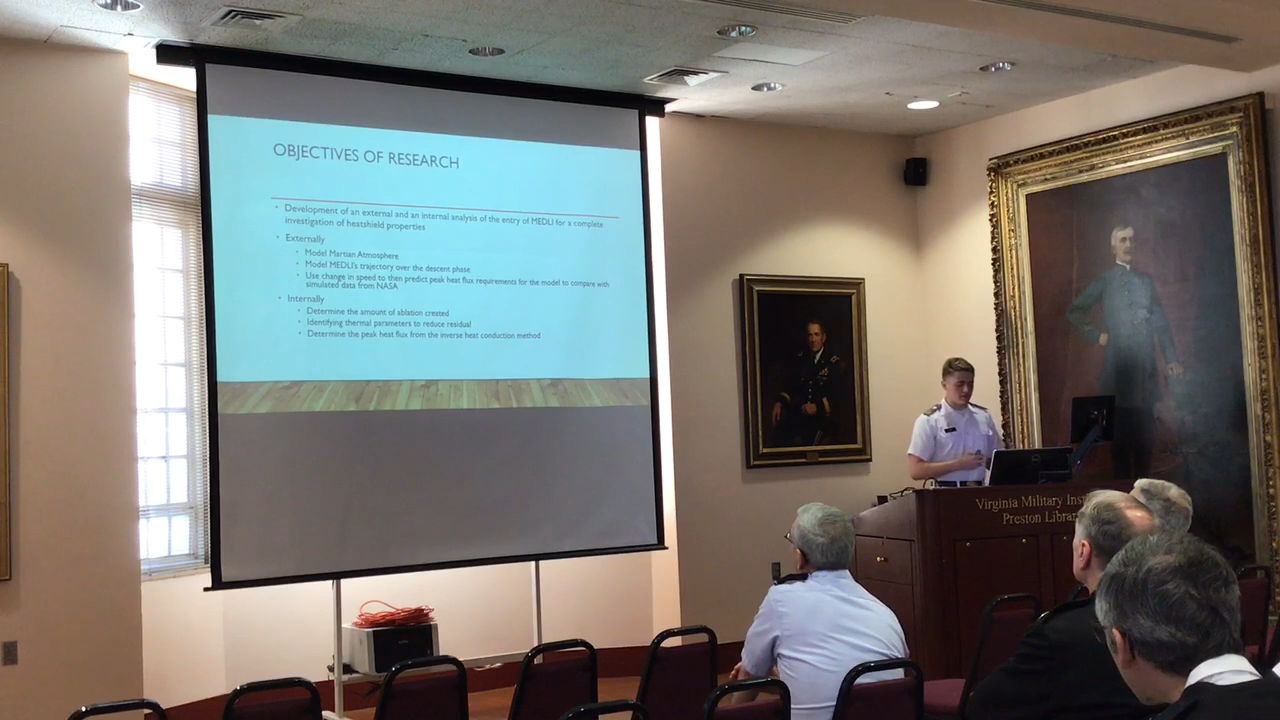 OBJECTIVES OF RESEARCH
• Development of an external and an internal analysis of the entry of MEDLI for a complete
investigation of heatshield properties
• Externally
• Model Martian Atmosphere
• Model MEDLI's trajectory over the descent phase
• Use change in speed to then predict peak heat flux requirements for the model to compare with
simulated data from NASA
• Internally
• Determine the amount of ablation created
• Identifying thermal parameters to reduce residual
• Determine the peak heat flux from the inverse heat conduction method
Virginia Military Inst
Preston Librar